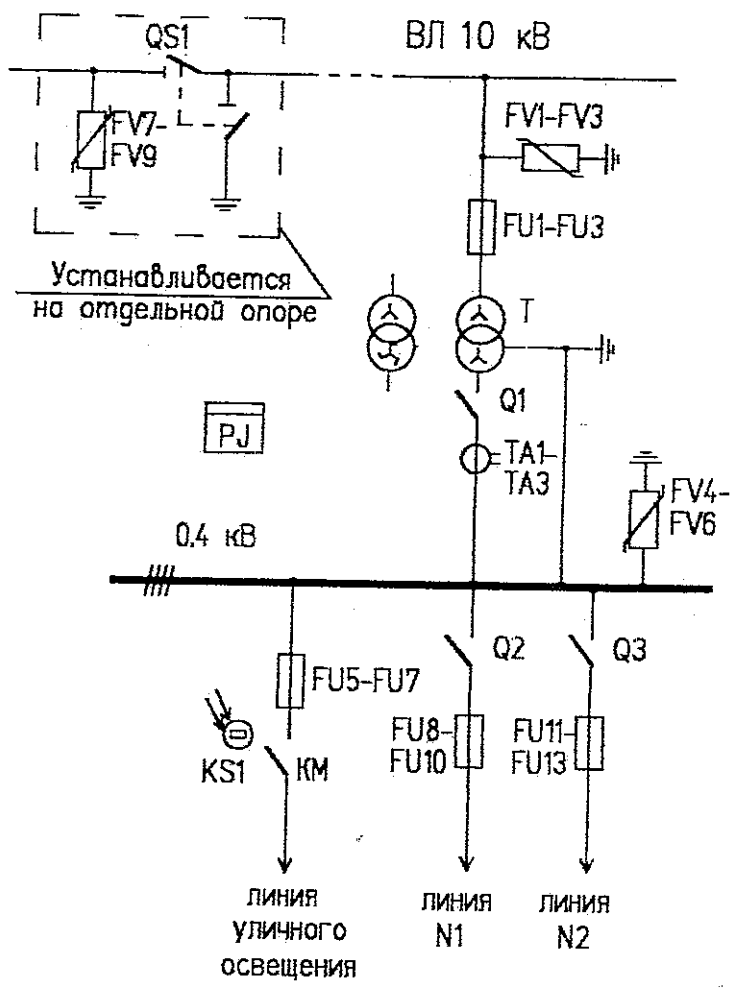 QS1
ВЛ 10 кВ
FV7-
FV9
FV1-FV3
FU1-FU3
Устанавливается
на отдельной опоре
T
Q1
PJ
TA1-
TA3
FV4-
FV6
0.4 кВ
Q2
Q3
FU5-FU7
FU8-
FU10
FU11-
FU13
KS1
КМ
линия
уличного
освещения
линия
N1
линия
N2